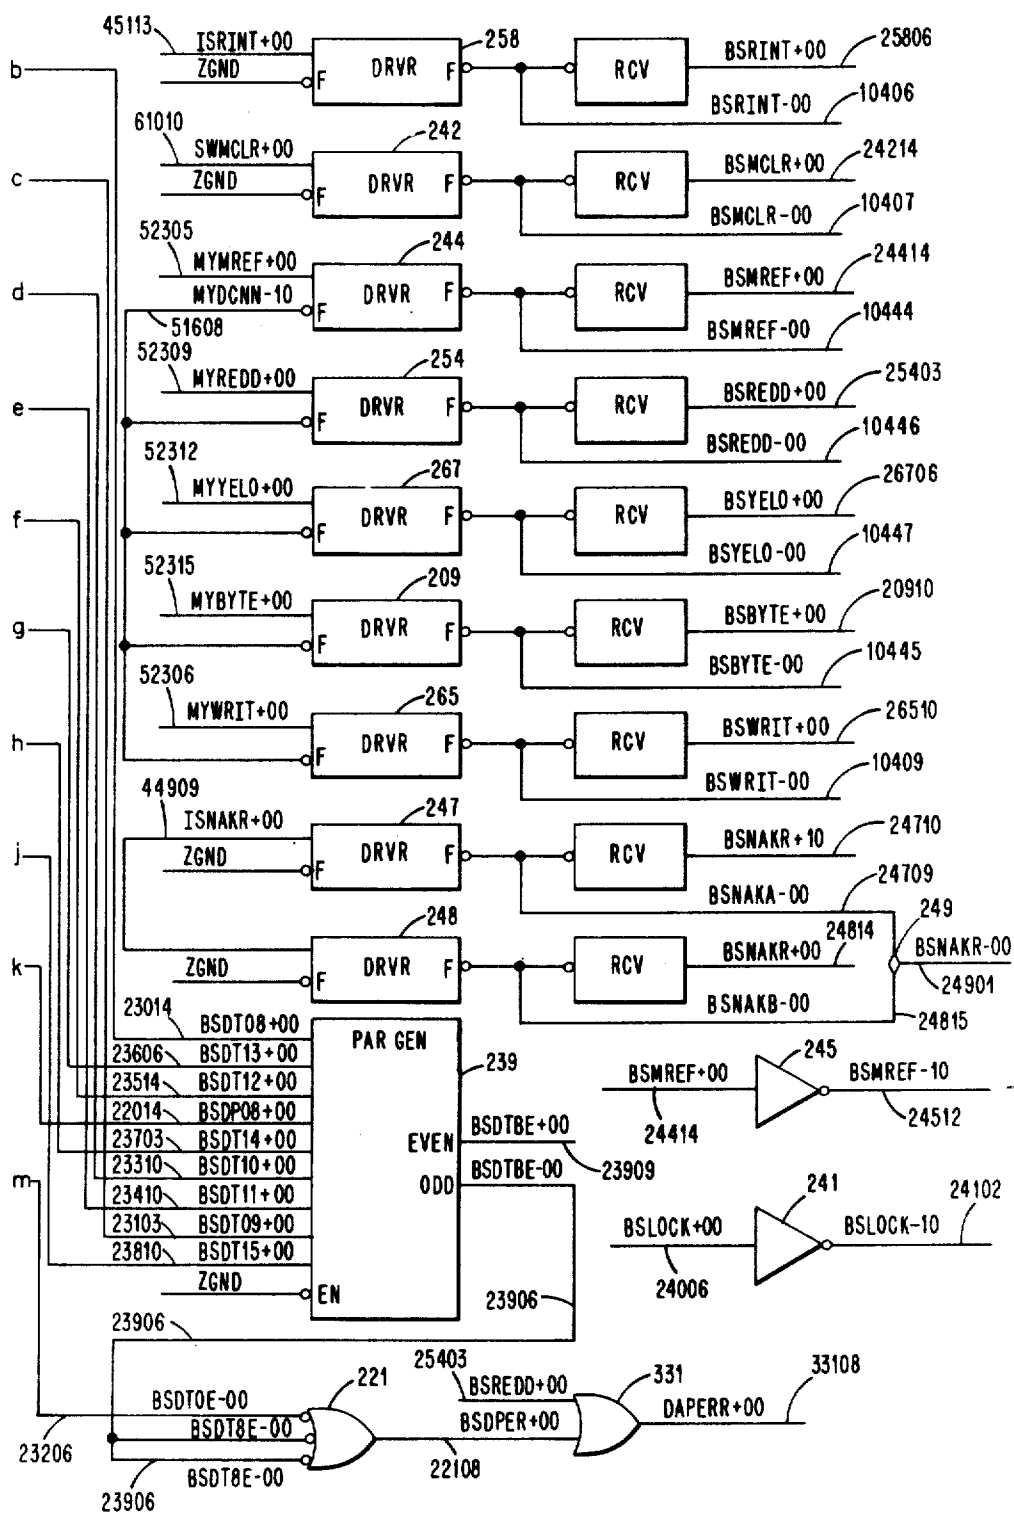 45113
ISRINT+00
258
BSRINT+00
25806
b
ZGND
F
DRVR
F
RCV
BSRINT-00
10406
61010
SWMCLR+00
242
BSMCLR+00
24214
c
ZGND
F
DRVR
F
RCV
BSMCLR-00
10407
52305
MYMREF+00
244
BSMREF+00
24414
d
MYDCNN-10
F
DRVR
F
RCV
51608
BSMREF-00
10444
52309
MYREDD+00
254
BSREDD+00
25403
e
F
DRVR
F
RCV
BSREDD-00
10446
52312
MYYELO+00
267
BSYELO+00
26706
f
F
DRVR
F
RCV
BSYELO-00
10447
52315
MYBYTE+00
209
BSBYTE+00
20910
g
F
DRVR
F
RCV
BSBYTE-00
10445
52306
MYWRIT+00
265
BSWRIT+00
26510
h
F
DRVR
F
RCV
BSWRIT-00
10409
44909
ISNAKR+00
247
BSNAKR+10
24710
j
ZGND
F
DRVR
F
RCV
BSNAKA-00
24709
248
BSNAKR+00
24814
249
BSNAKR-00
k
ZGND
F
DRVR
F
RCV
24901
BSNAKB-00
24815
23014
BSDT08+00
PAR GEN
239
23606
BSDT13+00
23514
BSDT12+00
22014
BSDP08+00
23703
BSDT14+00
23310
BSDT10+00
23410
BSDT11+00
23103
BSDT09+00
23810
BSDT15+00
ZGND
EN
EVEN
BSDTBE+00
23909
ODD
BSDTBE-00
m
245
BSMREF+00
BSMREF-10
24414
24512
241
24102
BSLOCK+00
BSLOCK-10
24006
23906
23906
221
25403
BSREDD+00
331
33108
BSDT0E-00
BSDPER+00
DAPERR+00
BSDT8E-00
23206
22108
BSDT8E-00
23906